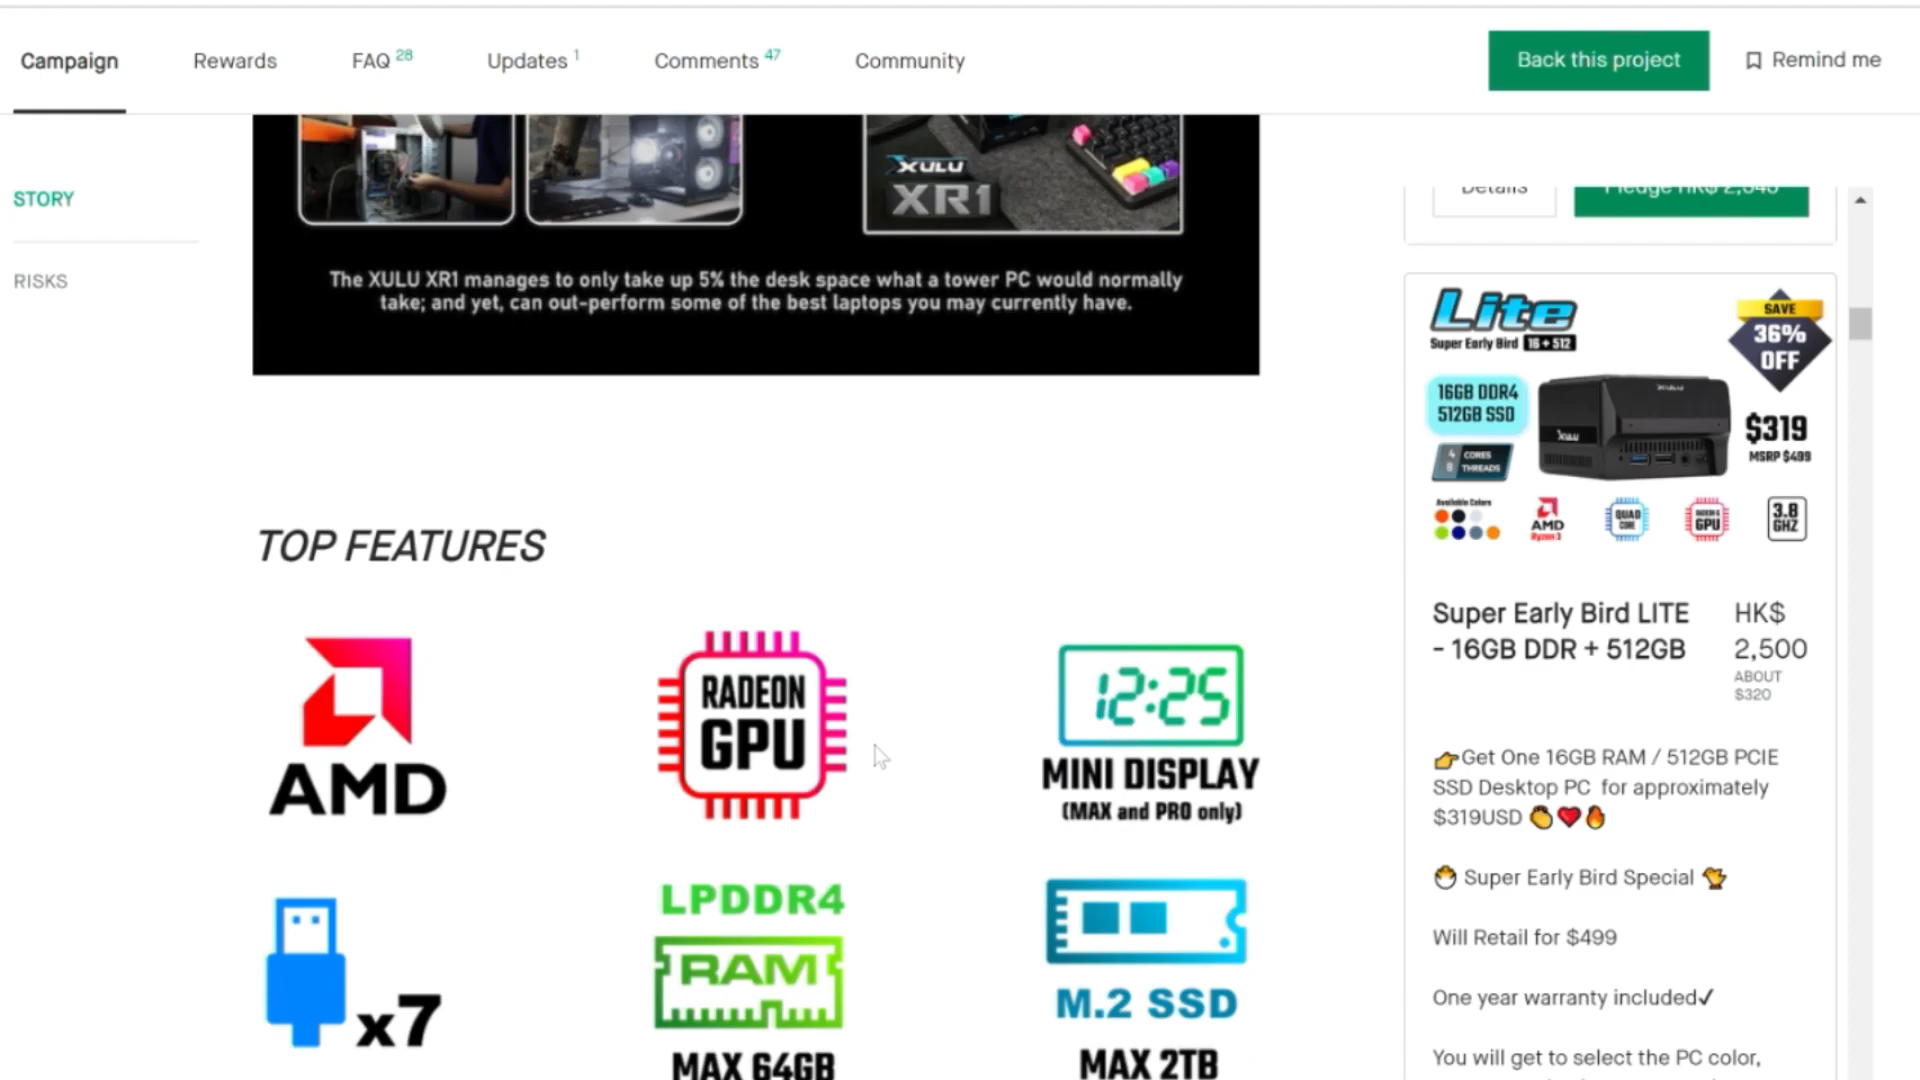 Campaign
Rewards
FAQ 28
Updates 1
Comments 47
Community
Back this project
Remind me
STORY
RISKS
XULU
XR1
The XULU XR1 manages to only take up 5% the desk space what a tower PC would normally
take; and yet, can out-perform some of the best laptops you may currently have.
TOP FEATURES
AMD
RADEON
GPU
12:25
MINI DISPLAY
(MAX and PRO only)
x7
LPDDR4
RAM
MAX 64GB
M.2 SSD
MAX 2TB
Details
Pledge HK$
Lite
Super Early Bird 16+512
SAVE
36%
OFF
16GB DDR4
512GB SSD
XULU
XULU
$319
MSRP $499
4 CORES
8 THREADS
Available Colors
AMD
Ryzen 3
QUAD
CORE
GPU
3.8
GHZ
Super Early Bird LITE
- 16GB DDR + 512GB
HK$
2,500
ABOUT
$320
Get One 16GB RAM / 512GB PCIE
SSD Desktop PC for approximately
$319USD
Super Early Bird Special
Will Retail for $499
One year warranty included✓
You will get to select the PC color,